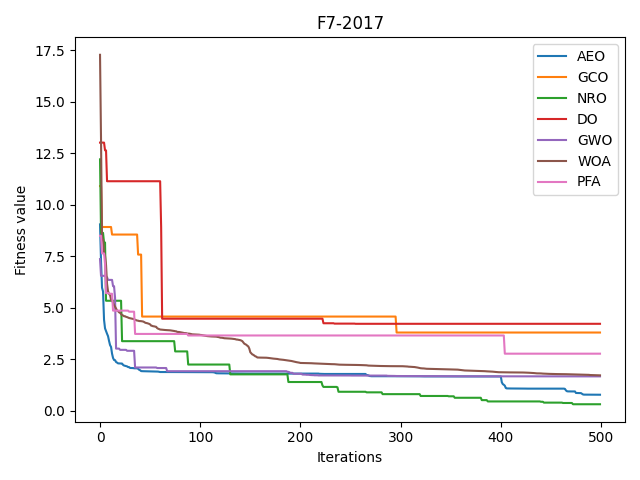 F7-2017
17.5
15.0
12.5
10.0
7.5
5.0
2.5
0.0
Fitness value
AEO
GCO
NRO
DO
GWO
WOA
PFA
0 100 200 300 400 500
Iterations